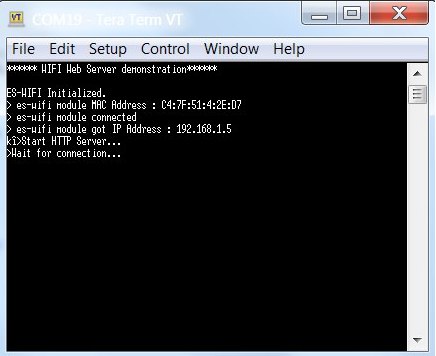 COM19 - Tera Term VT
File Edit Setup Control Window Help
****** WIFI Web Server demonstration******
ES-WIFI Initialized.
> es-wifi module MAC Address : C4:7F:51:4:2E:D7
> es-wifi module connected
> es-wifi module got IP Address : 192.168.1.5
kî>Start HTTP Server...
>Wait for connection...